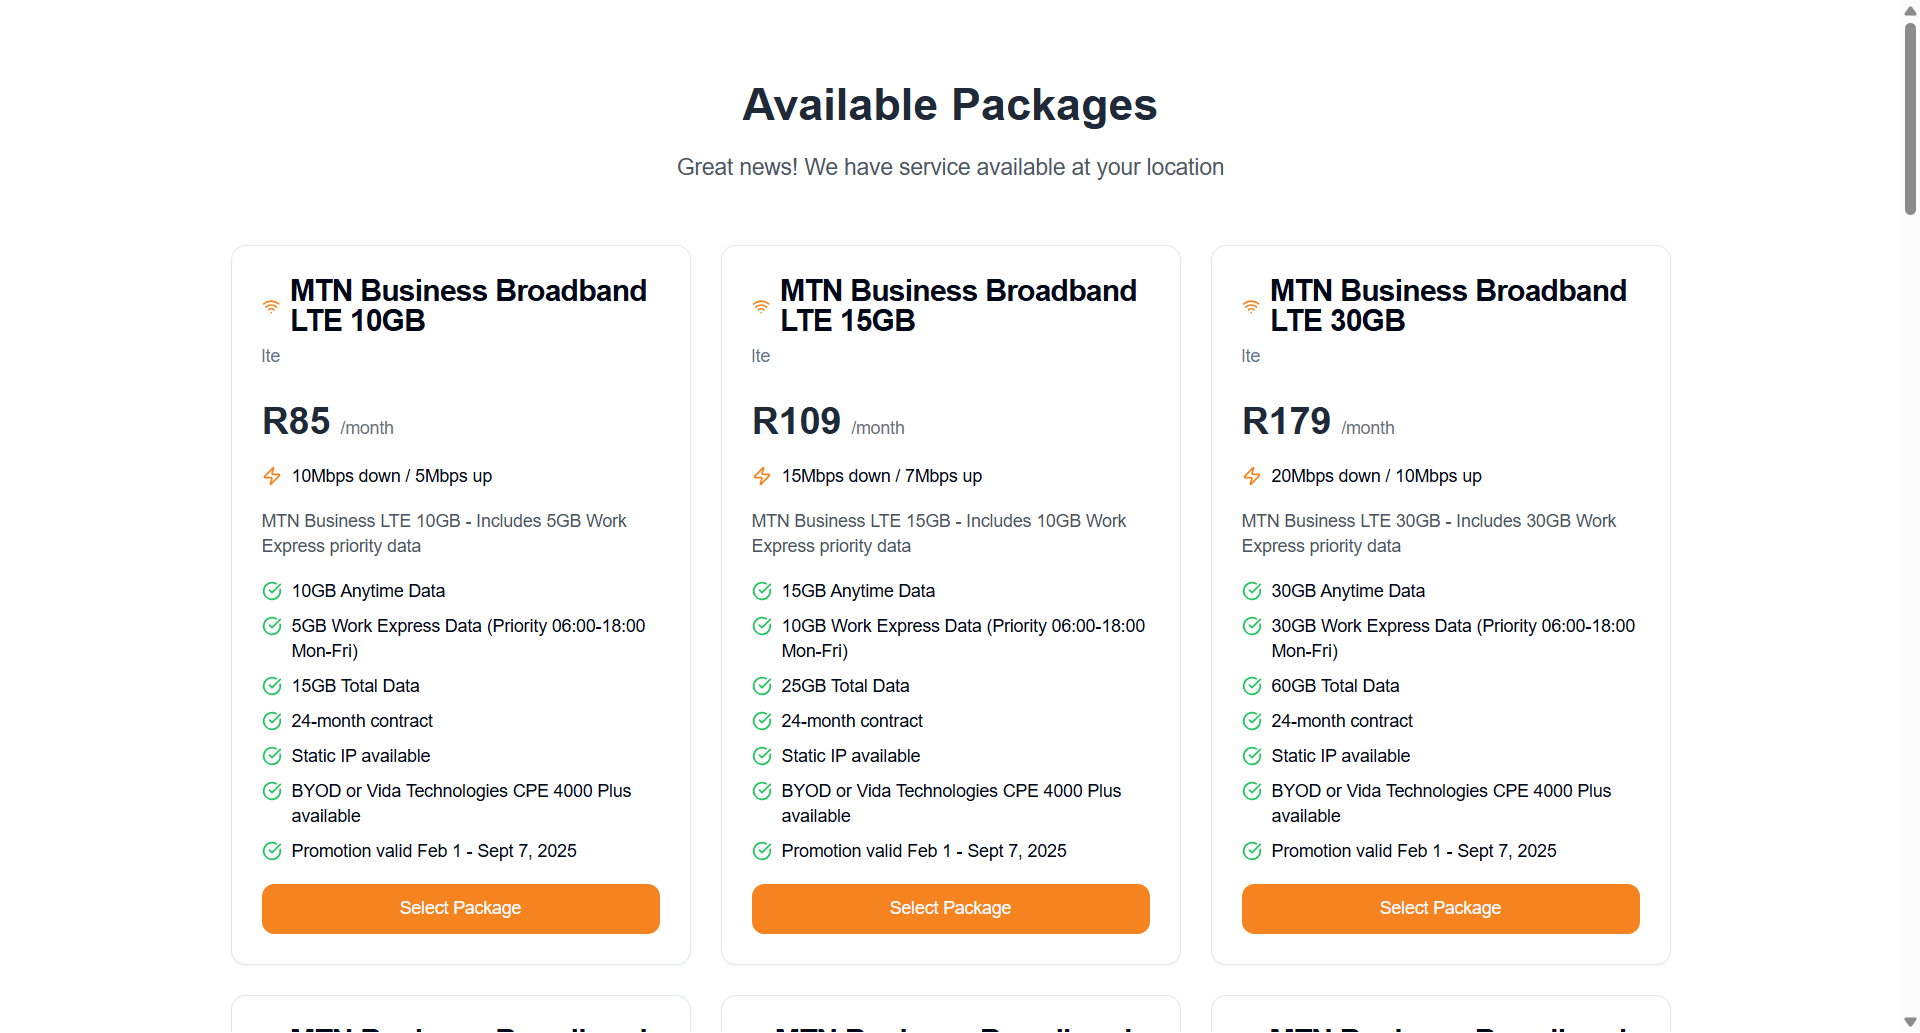 Available Packages
Great news! We have service available at your location
MTN Business Broadband
LTE 10GB
lte
R85 /month
10Mbps down / 5Mbps up
MTN Business LTE 10GB - Includes 5GB Work
Express priority data
10GB Anytime Data
5GB Work Express Data (Priority 06:00-18:00
Mon-Fri)
15GB Total Data
24-month contract
Static IP available
BYOD or Vida Technologies CPE 4000 Plus
available
Promotion valid Feb 1 - Sept 7, 2025
Select Package
MTN Business Broadband
LTE 15GB
lte
R109 /month
15Mbps down / 7Mbps up
MTN Business LTE 15GB - Includes 10GB Work
Express priority data
15GB Anytime Data
10GB Work Express Data (Priority 06:00-18:00
Mon-Fri)
25GB Total Data
24-month contract
Static IP available
BYOD or Vida Technologies CPE 4000 Plus
available
Promotion valid Feb 1 - Sept 7, 2025
Select Package
MTN Business Broadband
LTE 30GB
lte
R179 /month
20Mbps down / 10Mbps up
MTN Business LTE 30GB - Includes 30GB Work
Express priority data
30GB Anytime Data
30GB Work Express Data (Priority 06:00-18:00
Mon-Fri)
60GB Total Data
24-month contract
Static IP available
BYOD or Vida Technologies CPE 4000 Plus
available
Promotion valid Feb 1 - Sept 7, 2025
Select Package